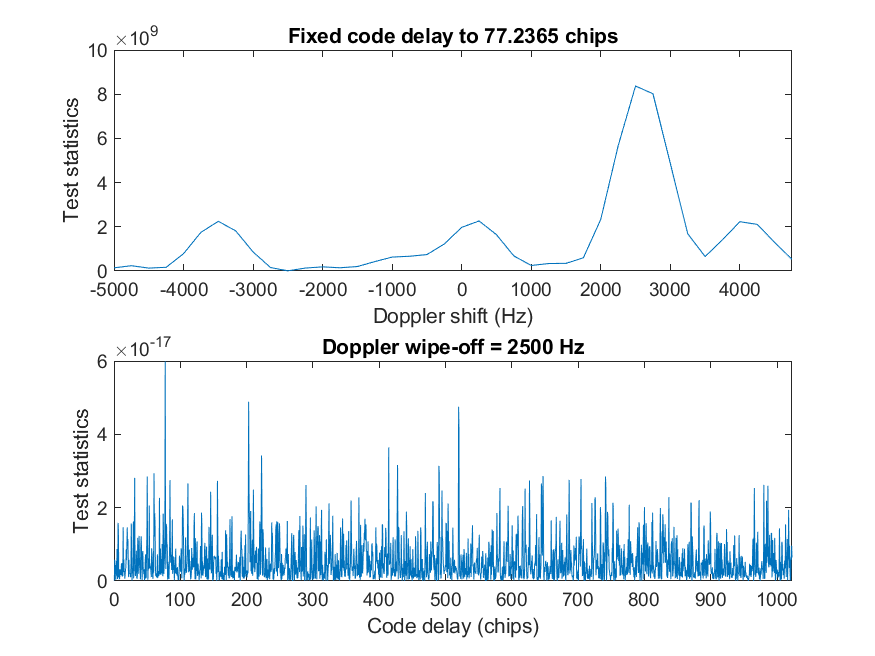 ×10^9
Fixed code delay to 77.2365 chips
10
8
6
4
2
0
Test statistics
-5000 -4000 -3000 -2000 -1000 0 1000 2000 3000 4000
Doppler shift (Hz)
×10^-17
Doppler wipe-off = 2500 Hz
6
4
2
0
Test statistics
0 100 200 300 400 500 600 700 800 900 1000
Code delay (chips)